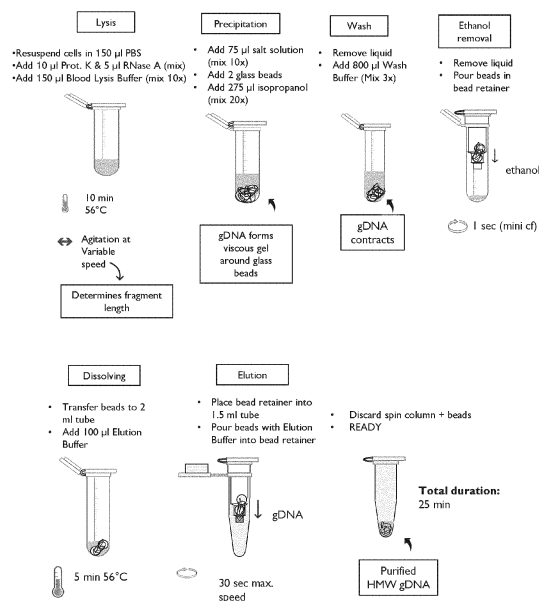 Lysis
•Resuspend cells in 150 µl PBS
•Add 10 µl Prot. K & 5 µl RNase A (mix)
•Add 150 µl Blood Lysis Buffer (mix 10x)
10 min
56°C
Agitation at
Variable
speed
Determines fragment
length
Precipitation
• Add 75 µl salt solution
(mix 10x)
• Add 2 glass beads
• Add 275 µl isopropanol
(mix 20x)
gDNA forms
viscous gel
around glass
beads
Wash
• Remove liquid
• Add 800 µl Wash
Buffer (Mix 3x)
gDNA
contracts
Ethanol
removal
• Remove liquid
• Pour beads in
bead retainer
ethanol
1 sec (mini cf)
Dissolving
• Transfer beads to 2
ml tube
• Add 100 µl Elution
Buffer
5 min 56°C
Elution
• Place bead retainer into
1.5 ml tube
• Pour beads with Elution
Buffer into bead retainer
gDNA
30 sec max.
speed
• Discard spin column + beads
• READY
Total duration:
25 min
Purified
HMW gDNA